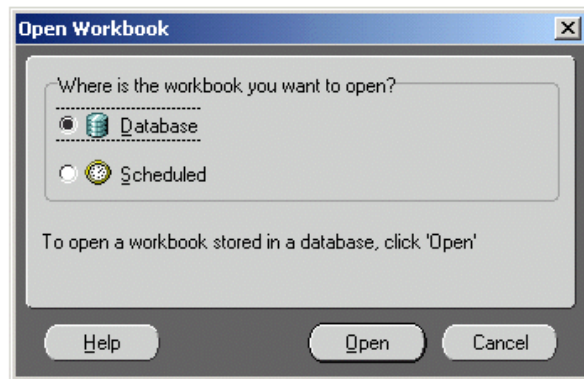 Open Workbook
Where is the workbook you want to open?
Database
Scheduled
To open a workbook stored in a database, click 'Open'
Help
Open
Cancel